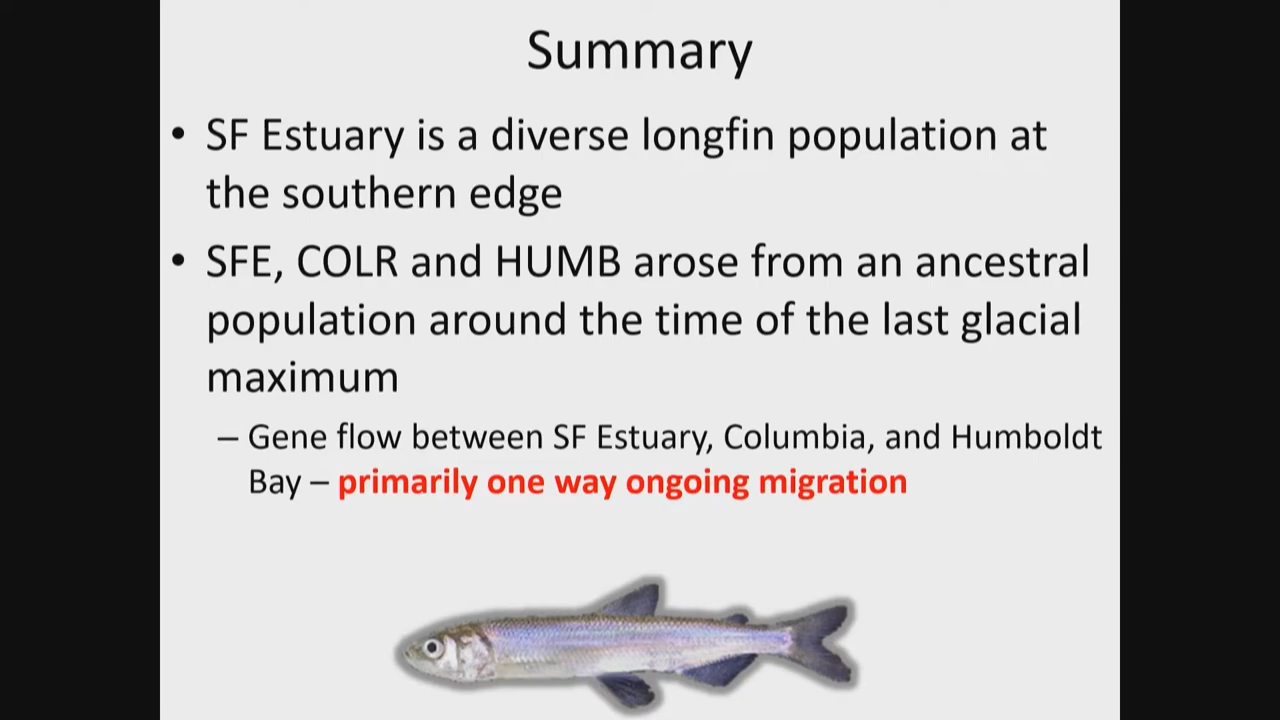 Summary
• SF Estuary is a diverse longfin population at
the southern edge
• SFE, COLR and HUMB arose from an ancestral
population around the time of the last glacial
maximum
– Gene flow between SF Estuary, Columbia, and Humboldt
Bay – primarily one way ongoing migration